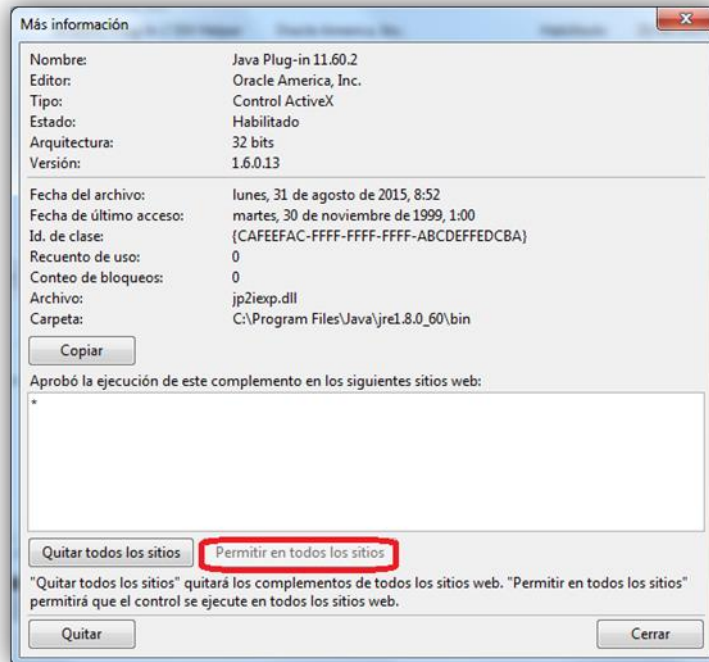 Más información
Nombre: Java Plug-in 11.60.2
Editor: Oracle America, Inc.
Tipo: Control ActiveX
Estado: Habilitado
Arquitectura: 32 bits
Versión: 1.6.0.13
Fecha del archivo: lunes, 31 de agosto de 2015, 8:52
Fecha de último acceso: martes, 30 de noviembre de 1999, 1:00
Id. de clase: {CAFEEFAC-FFFF-FFFF-FFFF-ABCDEFFEDCBA}
Recuento de uso: 0
Conteo de bloqueos: 0
Archivo: jp2iexp.dll
Carpeta: C:\Program Files\Java\jre1.8.0_60\bin
Copiar
Aprobó la ejecución de este complemento en los siguientes sitios web:
*
Quitar todos los sitios Permitir en todos los sitios
"Quitar todos los sitios" quitará los complementos de todos los sitios web. "Permitir en todos los sitios"
permitirá que el control se ejecute en todos los sitios web.
Quitar Cerrar